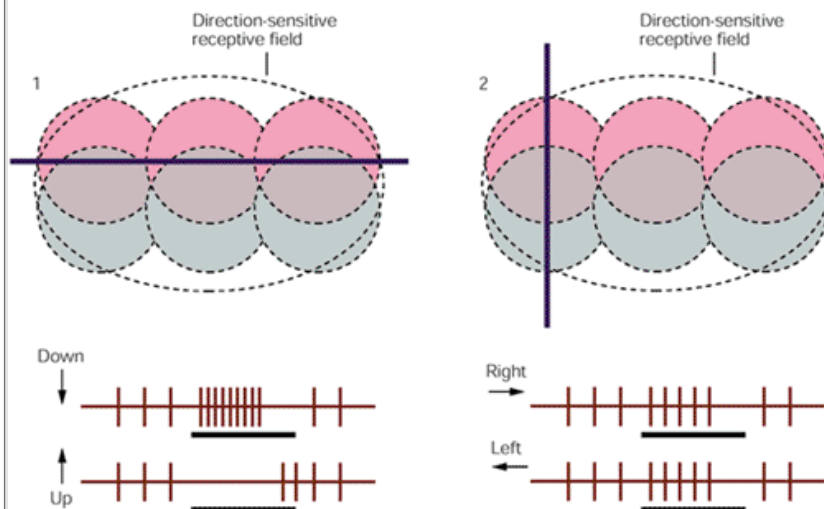 Direction-sensitive
receptive field
1
Direction-sensitive
receptive field
2
Down
Up
Right
Left